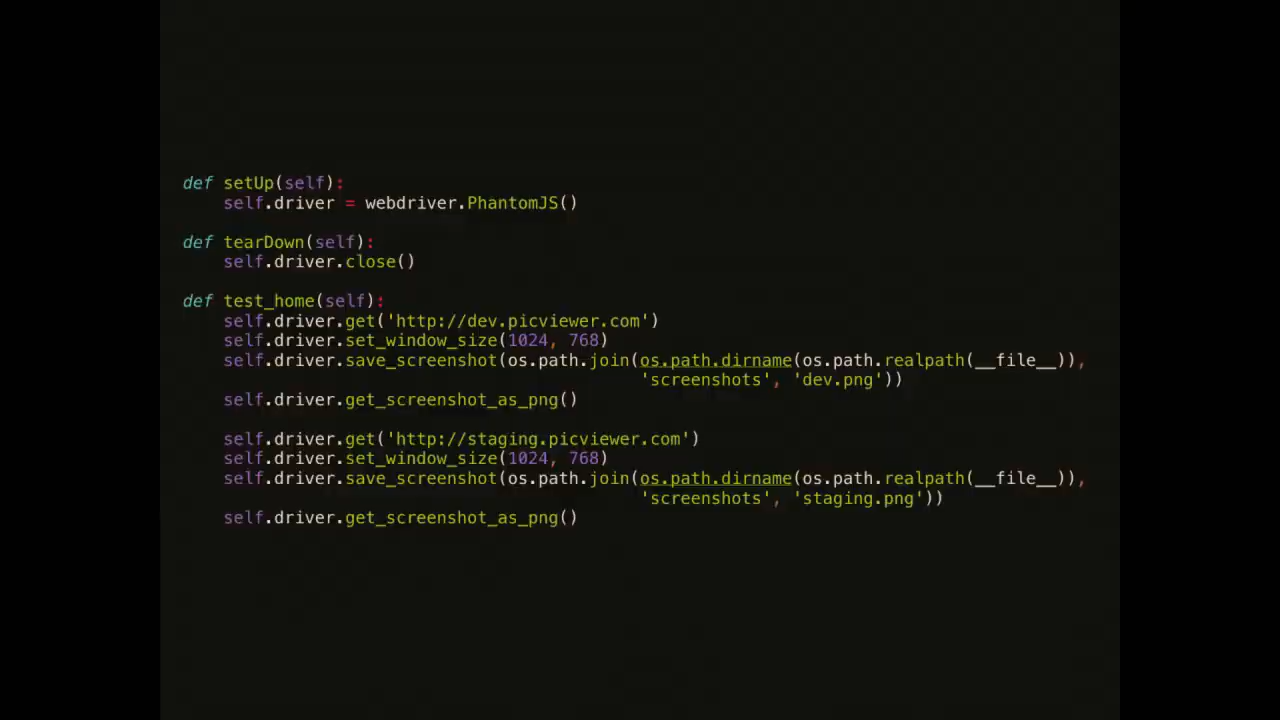 def setUp(self):
    self.driver = webdriver.PhantomJS()
def tearDown(self):
    self.driver.close()
def test_home(self):
    self.driver.get('http://dev.picviewer.com')
    self.driver.set_window_size(1024, 768)
    self.driver.save_screenshot(os.path.join(os.path.dirname(os.path.realpath(__file__)),
                                             'screenshots', 'dev.png'))
    self.driver.get_screenshot_as_png()
    self.driver.get('http://staging.picviewer.com')
    self.driver.set_window_size(1024, 768)
    self.driver.save_screenshot(os.path.join(os.path.dirname(os.path.realpath(__file__)),
                                             'screenshots', 'staging.png'))
    self.driver.get_screenshot_as_png()